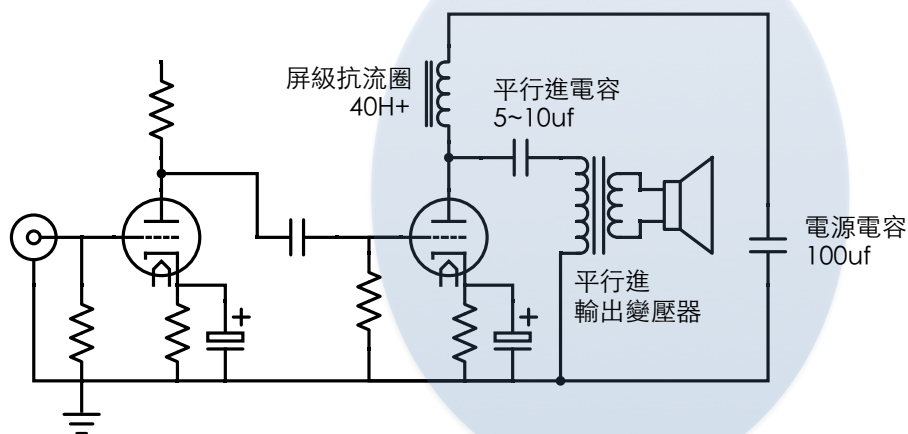 屏級抗流圈
40H+
平行進電容
5~10uf
平行進
輸出變壓器
電源電容
100uf
+
+